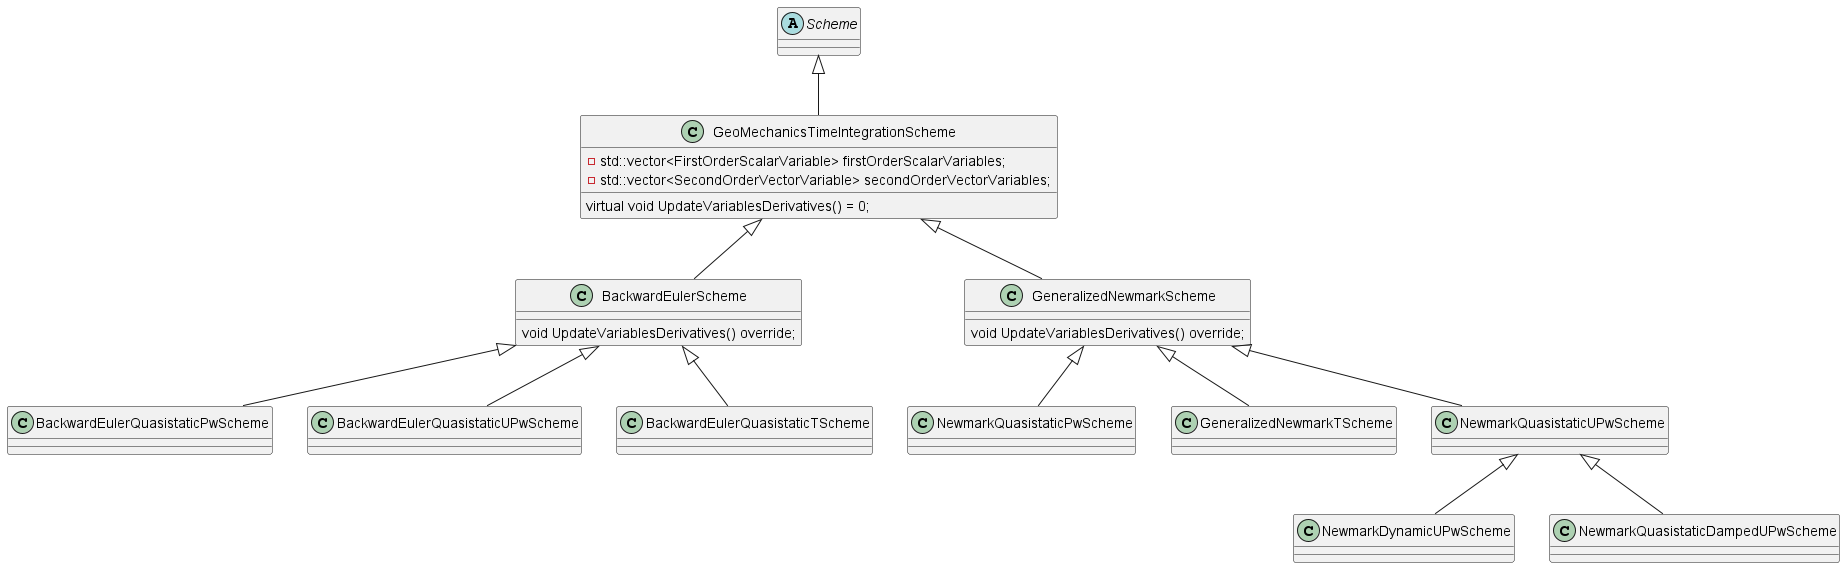 A Scheme
C GeoMechanicsTimeIntegrationScheme
std::vector<FirstOrderScalarVariable> firstOrderScalarVariables;
std::vector<SecondOrderVectorVariable> secondOrderVectorVariables;
virtual void UpdateVariablesDerivatives() = 0;
C BackwardEulerScheme
void UpdateVariablesDerivatives() override;
C GeneralizedNewmarkScheme
void UpdateVariablesDerivatives() override;
C BackwardEulerQuasistaticPwScheme
C BackwardEulerQuasistaticUPwScheme
C BackwardEulerQuasistaticTScheme
C NewmarkQuasistaticPwScheme
C GeneralizedNewmarkTScheme
C NewmarkQuasistaticUPwScheme
C NewmarkDynamicUPwScheme
C NewmarkQuasistaticDampedUPwScheme